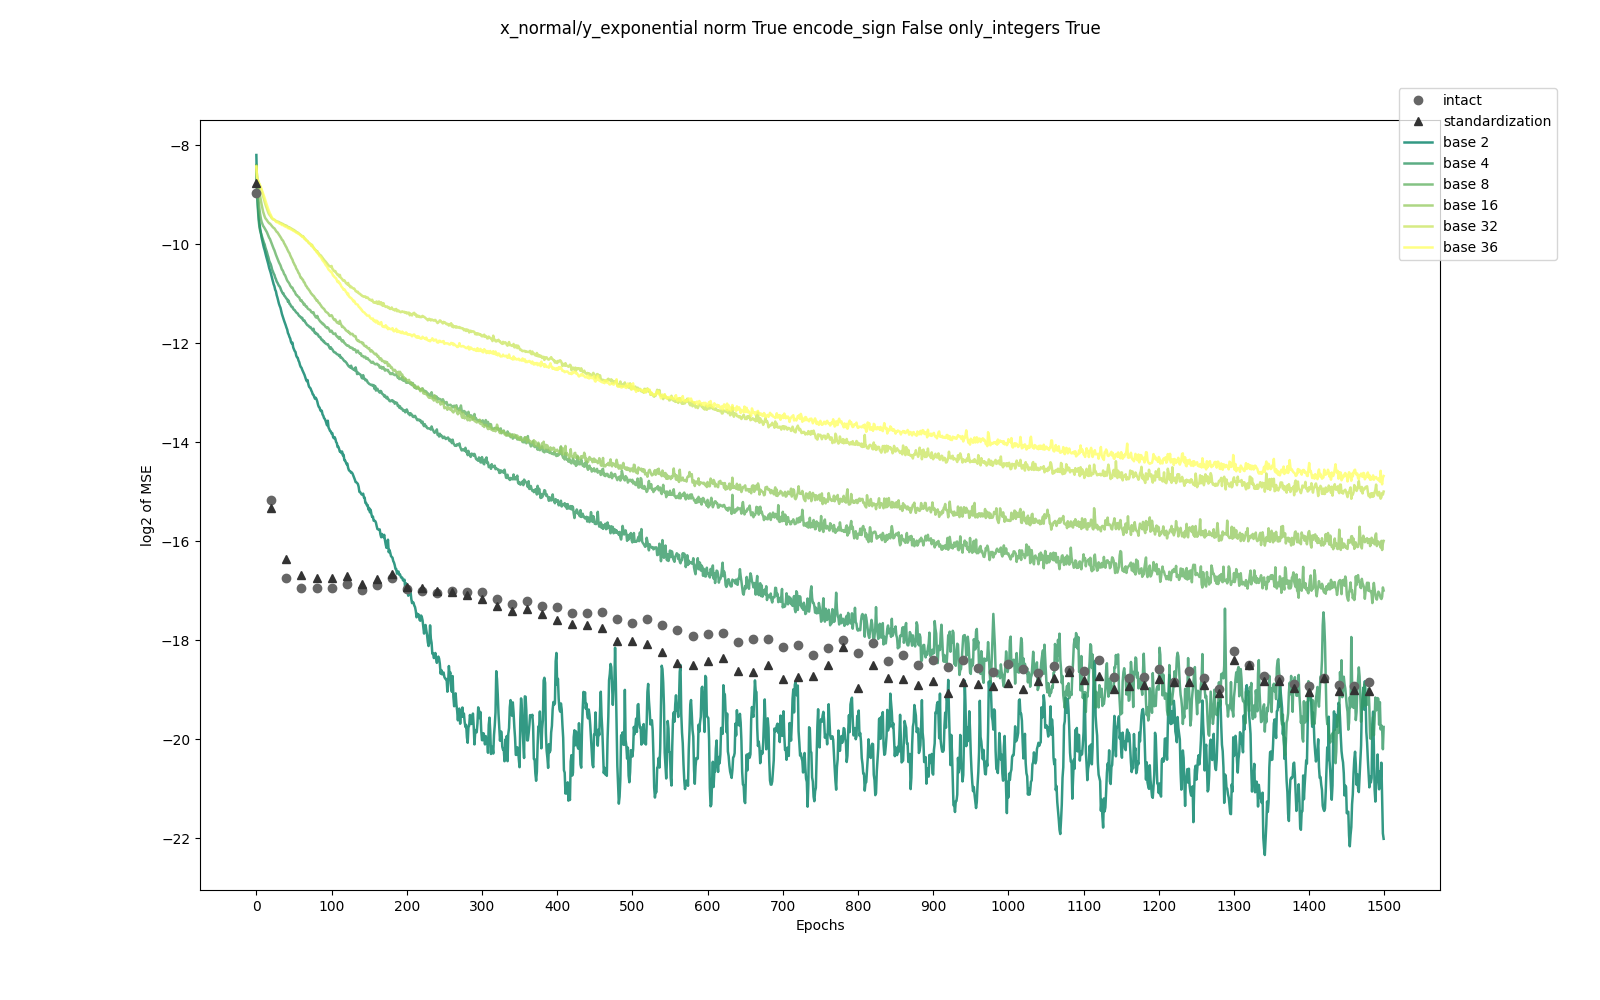 x_normal/y_exponential norm True encode_sign False only_integers True
intact
standardization
base 2
base 4
base 8
base 16
base 32
base 36
−8
−10
−12
−14
−16
−18
−20
−22
log2 of MSE
0 100 200 300 400 500 600 700 800 900 1000 1100 1200 1300 1400 1500
Epochs